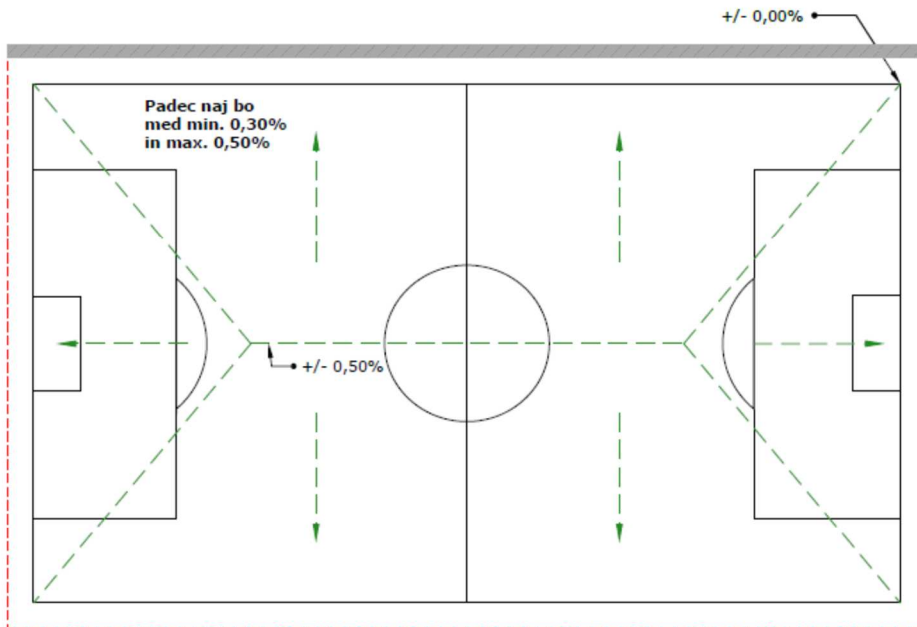 +/- 0,00%
Padec naj bo
med min. 0,30%
in max. 0,50%
+/- 0,50%